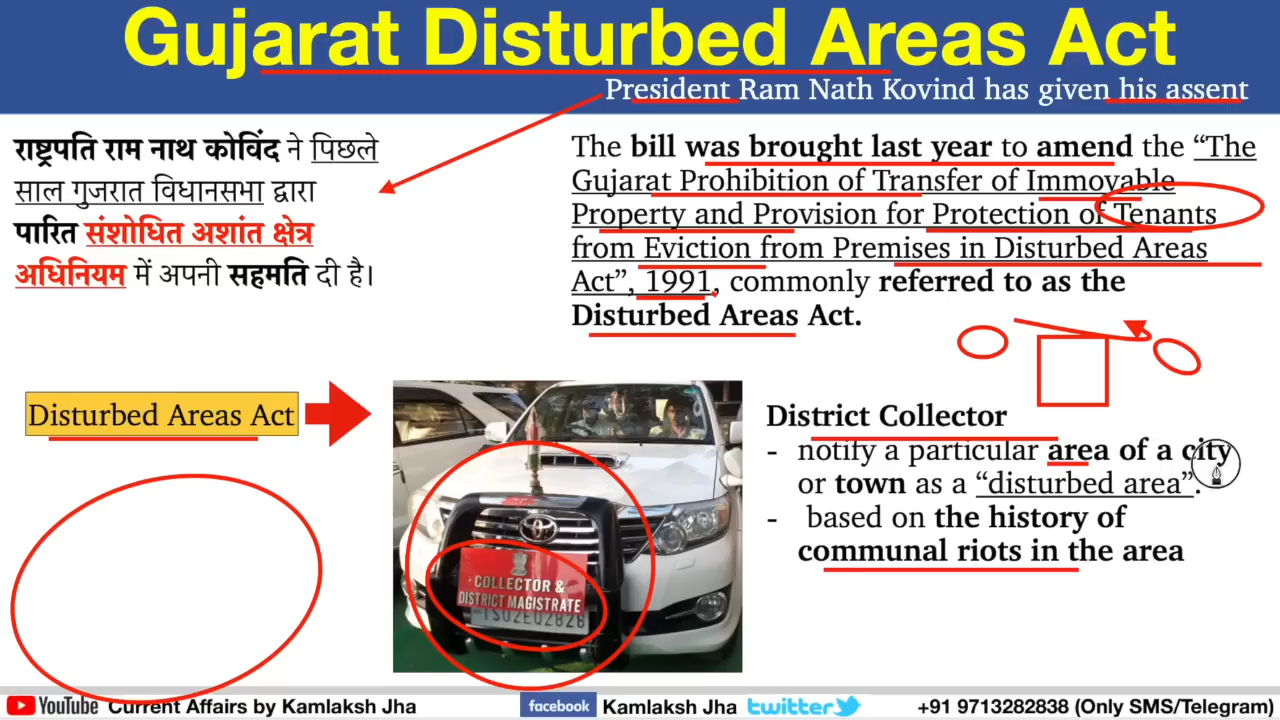 Gujarat Disturbed Areas Act
President Ram Nath Kovind has given his assent
राष्ट्रपति राम नाथ कोविंद ने पिछले
साल गुजरात विधानसभा द्वारा
पारित संशोधित अशांत क्षेत्र
अधिनियम में अपनी सहमति दी है।
The bill was brought last year to amend the “The
Gujarat Prohibition of Transfer of Immovable
Property and Provision for Protection of Tenants
from Eviction from Premises in Disturbed Areas
Act”, 1991, commonly referred to as the
Disturbed Areas Act.
Disturbed Areas Act
COLLECTOR &
DISTRICT MAGISTRATE
TS02EQ2828
District Collector
- notify a particular area of a city
or town as a “disturbed area”.
- based on the history of
communal riots in the area
YouTube Current Affairs by Kamlaksh Jha
facebook Kamlaksh Jha twitter
+91 9713282838 (Only SMS/Telegram)